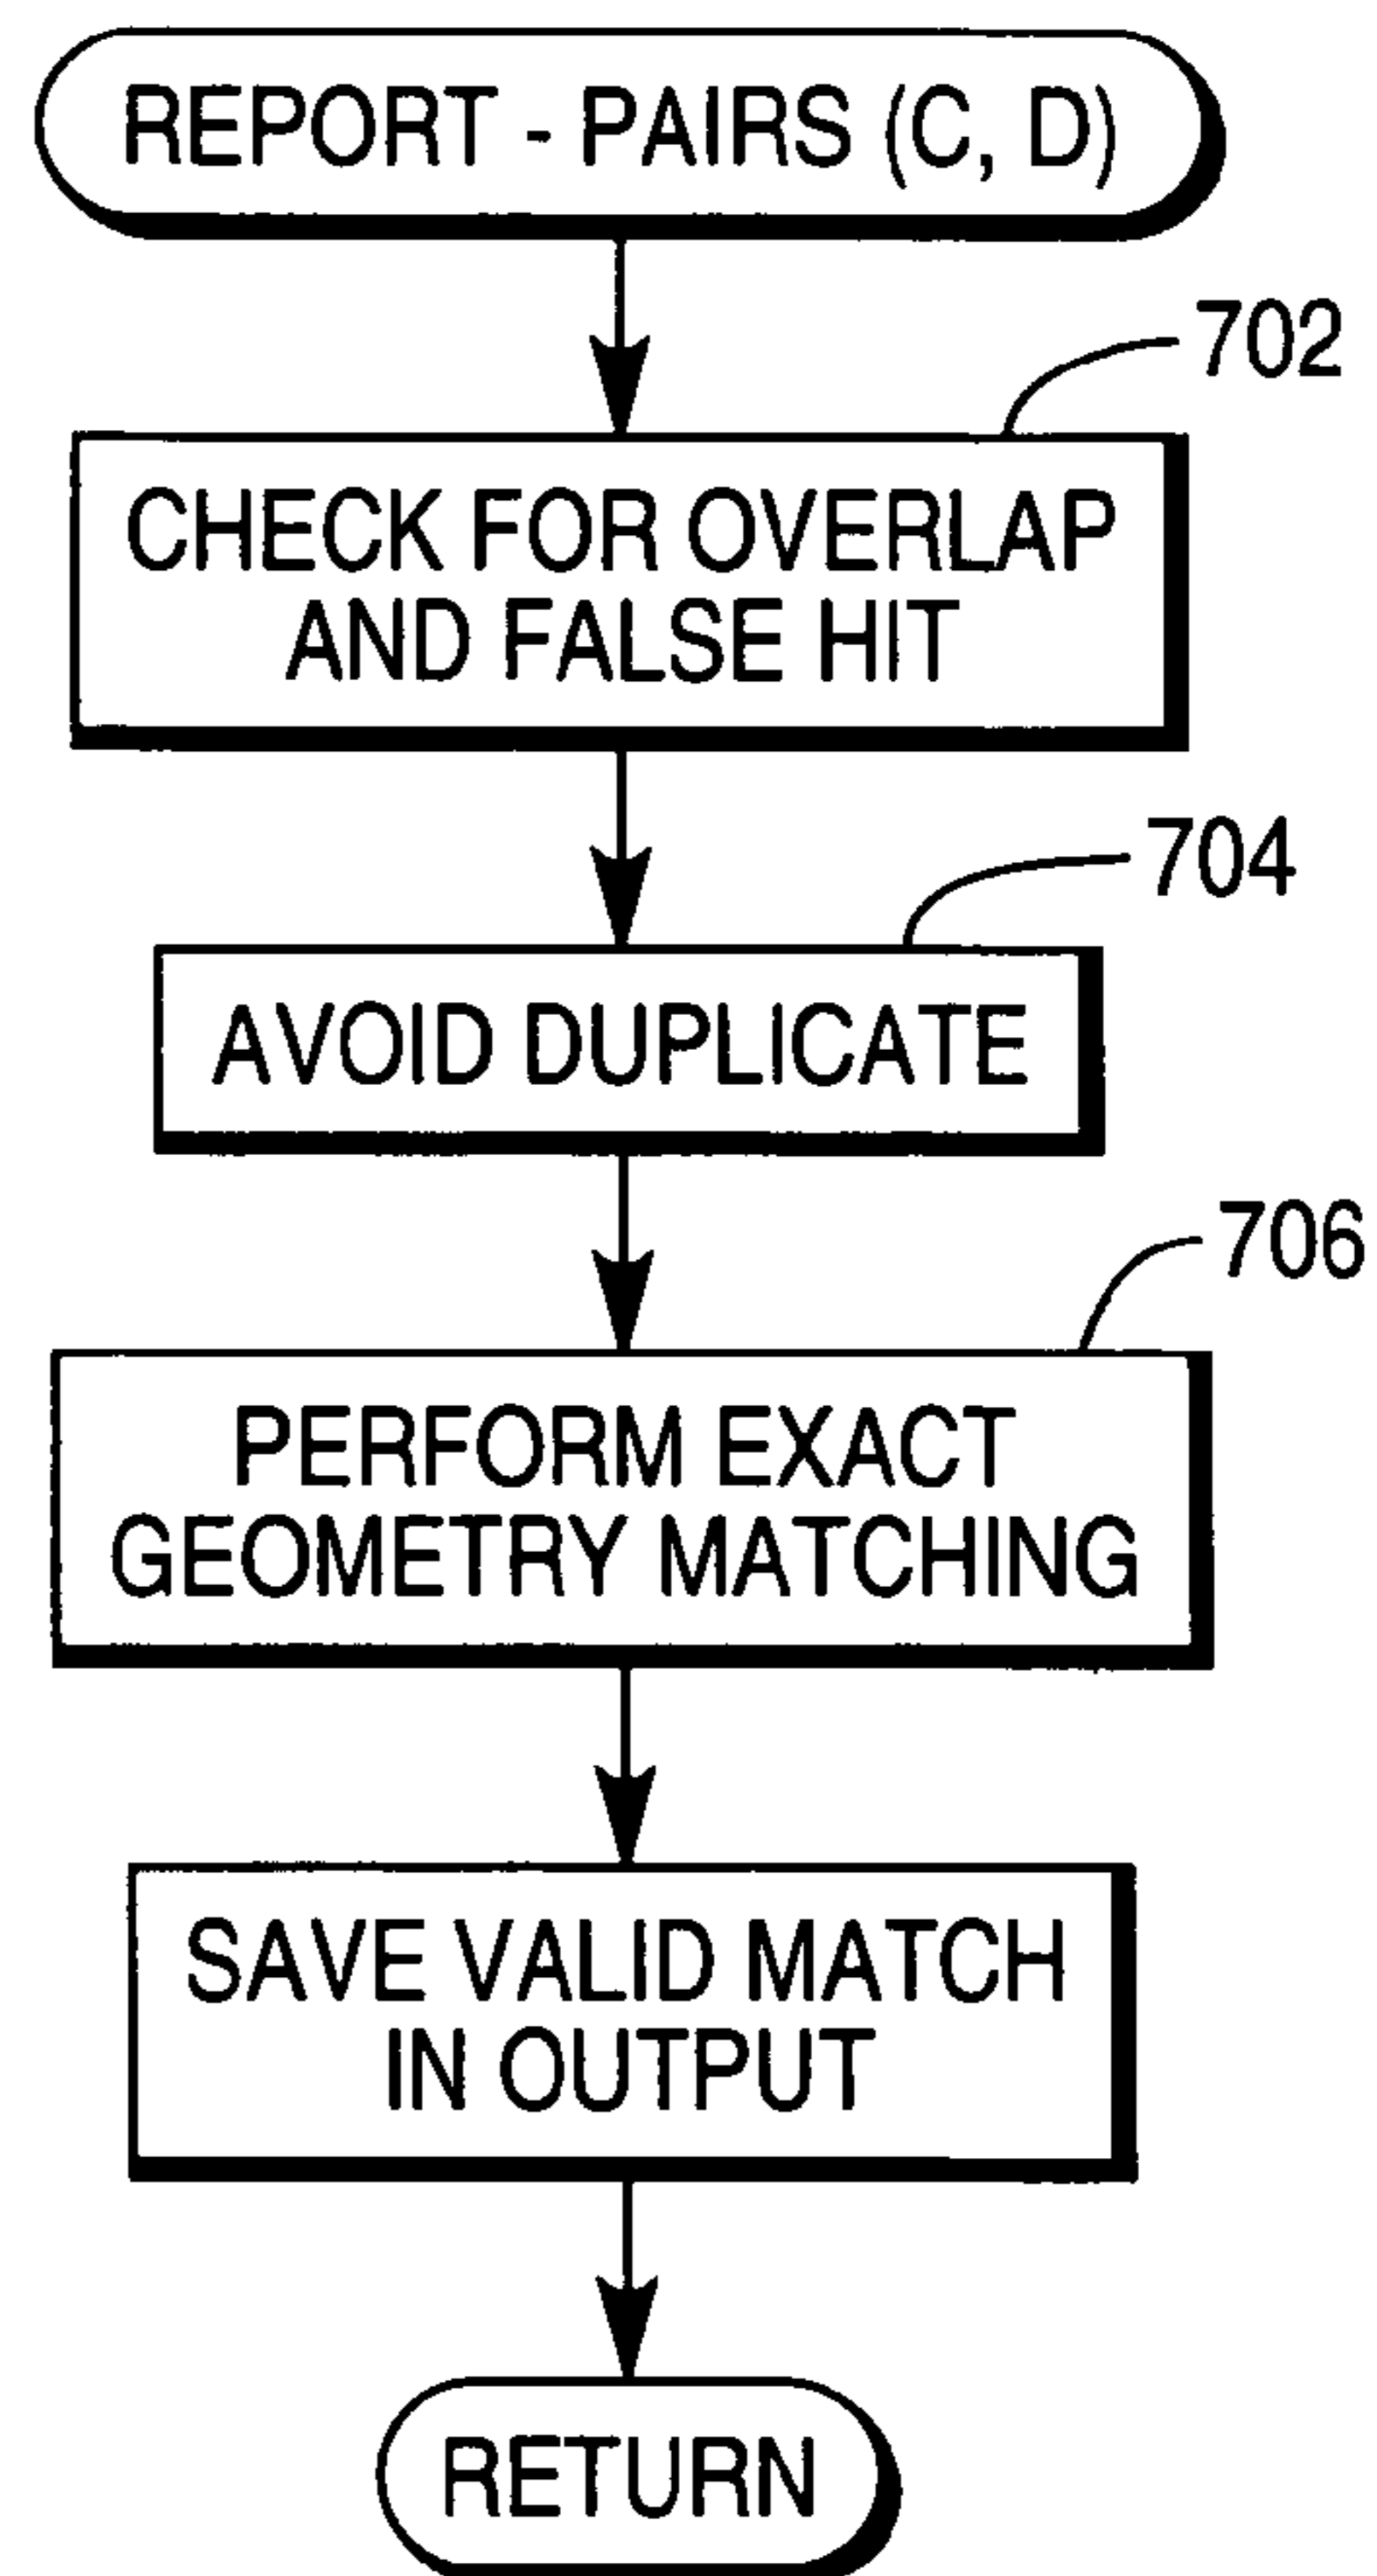 REPORT - PAIRS (C, D)
702
CHECK FOR OVERLAP
AND FALSE HIT
704
AVOID DUPLICATE
706
PERFORM EXACT
GEOMETRY MATCHING
SAVE VALID MATCH
IN OUTPUT
RETURN